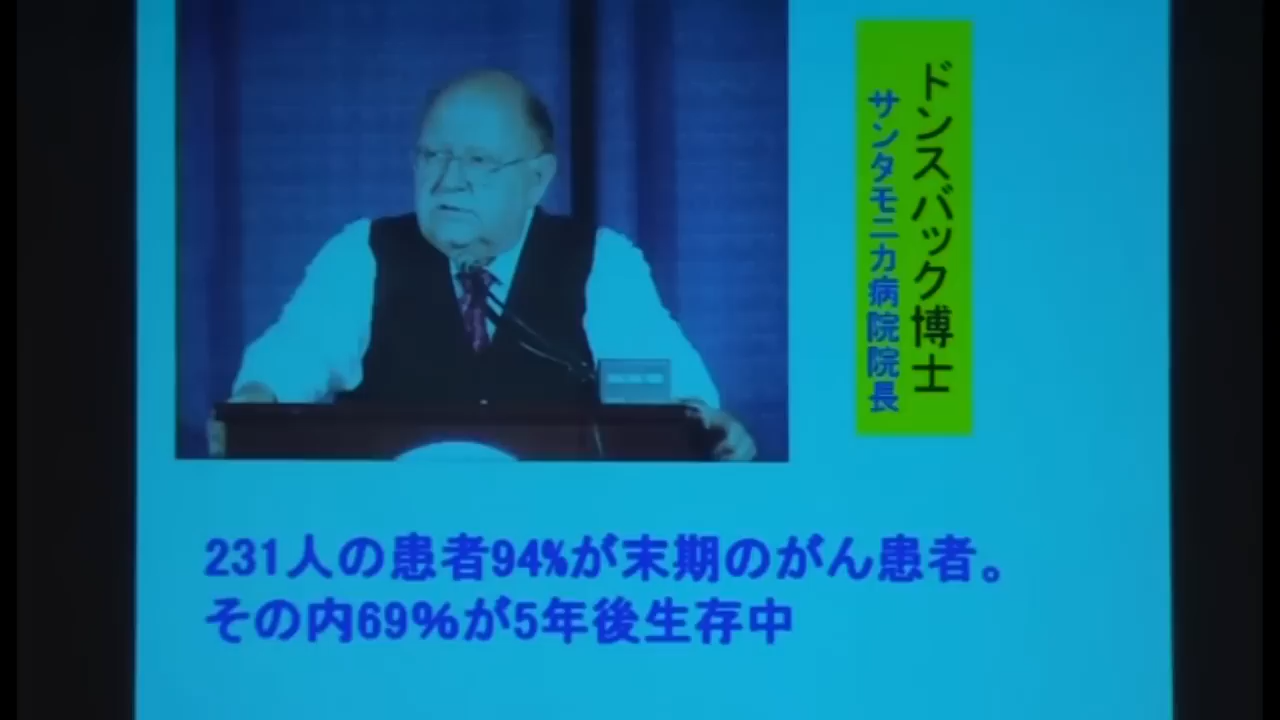 ドンスバック博士
サンタモニカ病院院長
231人の患者94%が末期のがん患者。
その内69%が5年後生存中